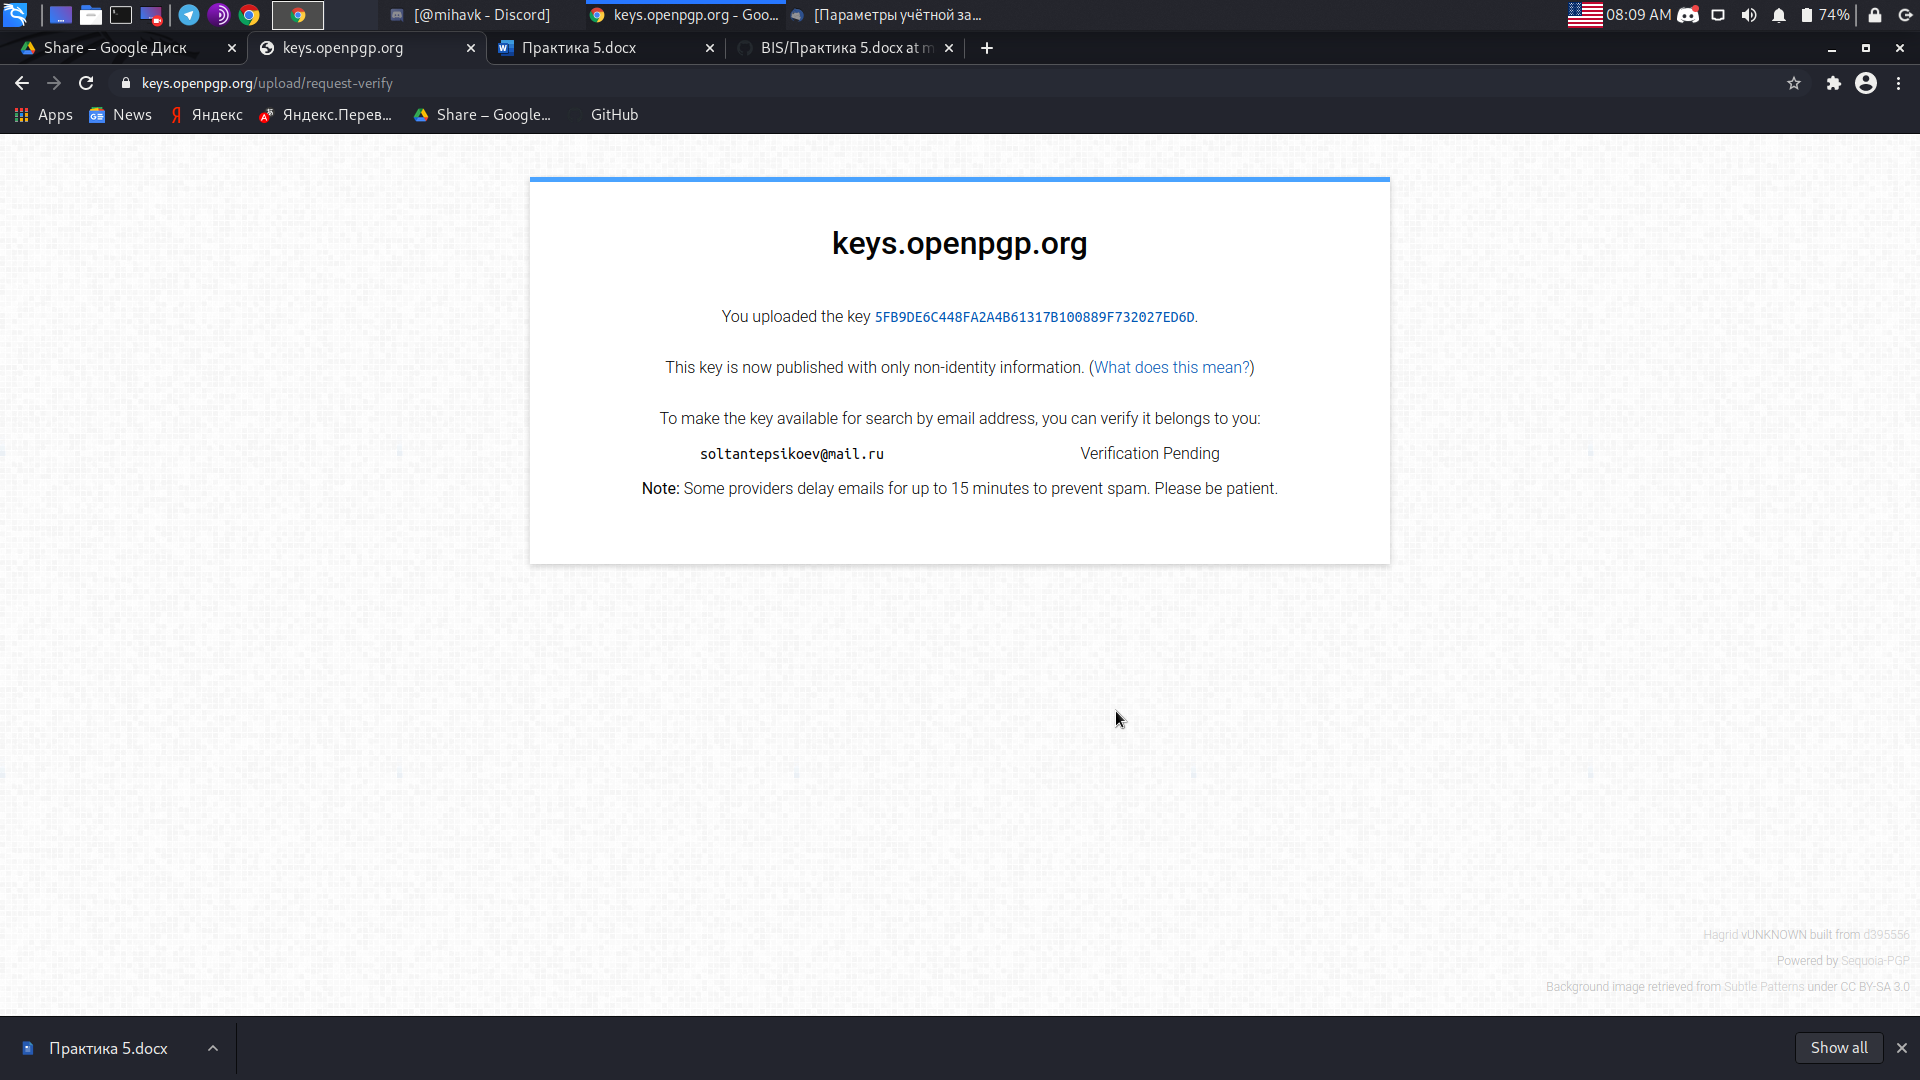 [@mihavk - Discord]
keys.openpgp.org - Goo...
[Параметры учётной за...
08:09 AM
74%
Share – Google Диск
keys.openpgp.org
Практика 5.docx
BIS/Практика 5.docx at m
keys.openpgp.org/upload/request-verify
Apps
News
Яндекс
Яндекс.Перев...
Share – Google...
GitHub
keys.openpgp.org
You uploaded the key 5FB9DE6C448FA2A4B61317B100889F732027ED6D.
This key is now published with only non-identity information. (What does this mean?)
To make the key available for search by email address, you can verify it belongs to you:
soltantepsikoev@mail.ru Verification Pending
Note: Some providers delay emails for up to 15 minutes to prevent spam. Please be patient.
Hagrid vUNKNOWN built from d395556
Powered by Sequoia-PGP
Background image retrieved from Subtle Patterns under CC BY-SA 3.0
Практика 5.docx
Show all